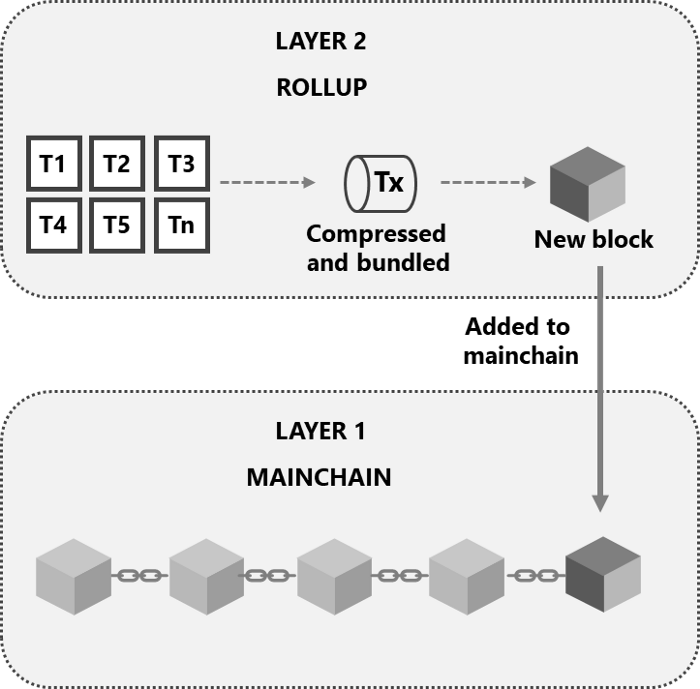 LAYER 2
ROLLUP
T1 T2 T3
T4 T5 Tn
Tx
Compressed
and bundled
New block
Added to
mainchain
LAYER 1
MAINCHAIN